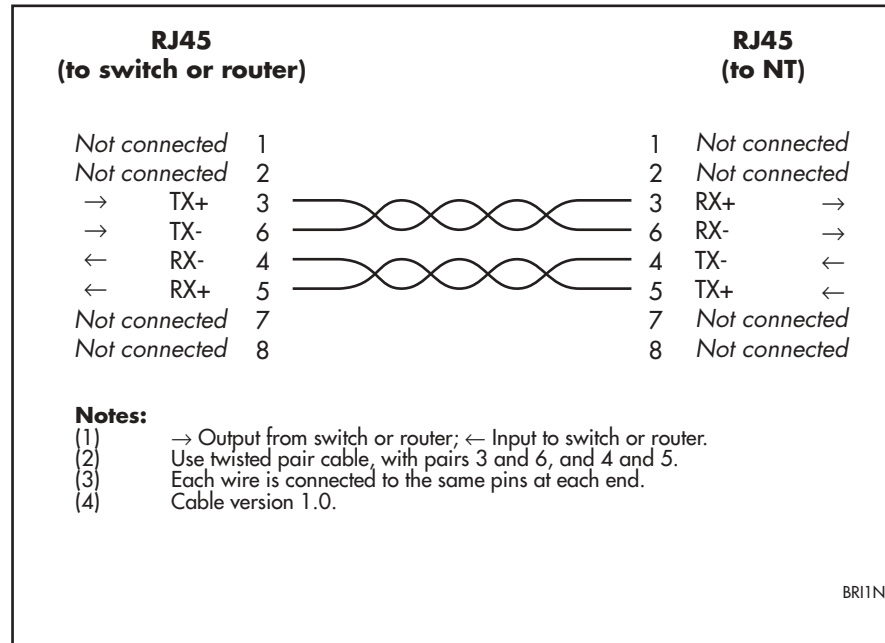 RJ45 (to switch or router)
RJ45 (to NT)
Not connected 1 1 Not connected
Not connected 2 2 Not connected
→ TX+ 3 3 RX+ →
→ TX- 6 6 RX- →
← RX- 4 4 TX- ←
← RX+ 5 5 TX+ ←
Not connected 7 7 Not connected
Not connected 8 8 Not connected
Notes:
(1) → Output from switch or router; ← Input to switch or router.
(2) Use twisted pair cable, with pairs 3 and 6, and 4 and 5.
(3) Each wire is connected to the same pins at each end.
(4) Cable version 1.0.
BRI1N